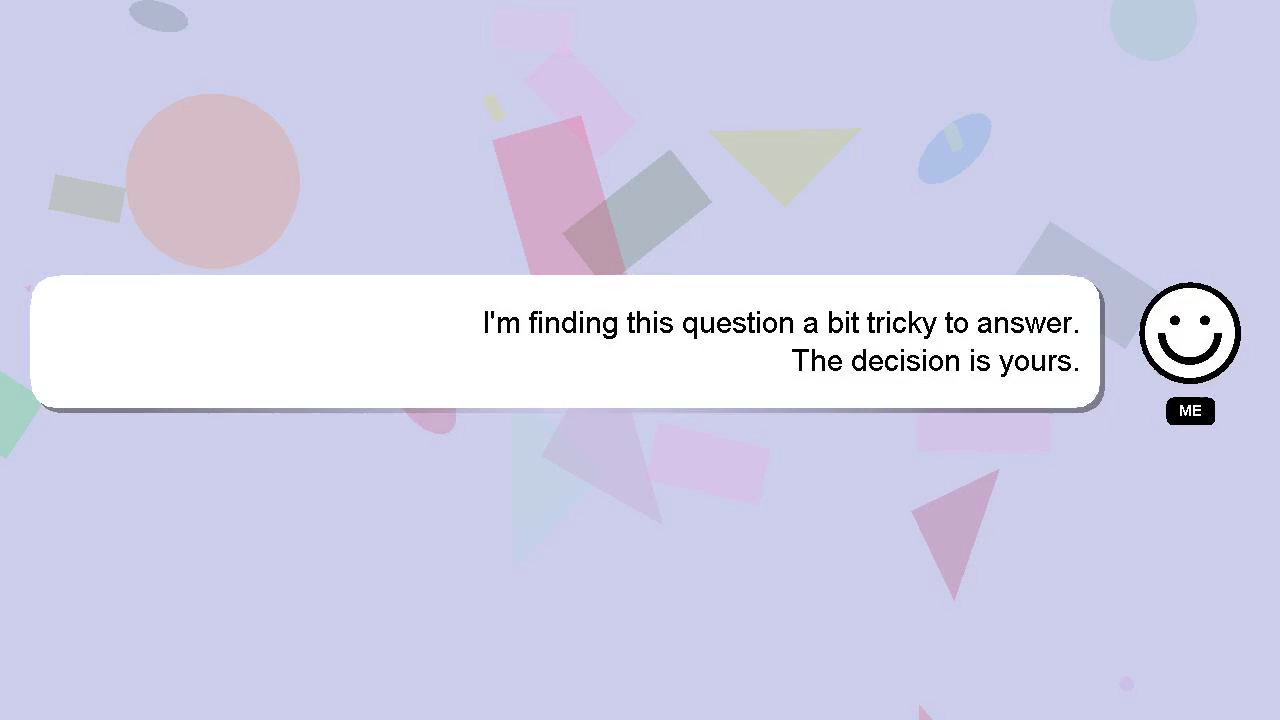 I'm finding this question a bit tricky to answer.
The decision is yours.
ME